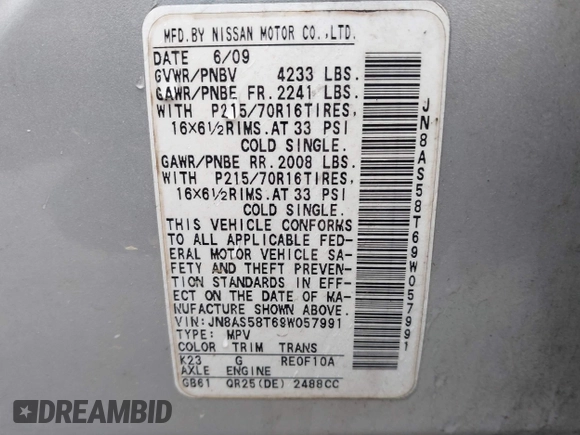 MFD.BY NISSAN MOTOR CO.,LTD.
DATE 6/09
GVWR/PNBV 4233 LBS.
GAWR/PNBE FR.2241 LBS.
WITH P215/70R16TIRES,
16X6½RIMS.AT 33 PSI
COLD SINGLE.
GAWR/PNBE RR.2008 LBS.
WITH P215/70R16TIRES,
16X6½RIMS.AT 33 PSI
COLD SINGLE.
THIS VEHICLE CONFORMS
TO ALL APPLICABLE FED-
ERAL MOTOR VEHICLE SA-
FETY AND THEFT PREVEN-
TION STANDARDS IN EFF-
ECT ON THE DATE OF MA-
NUFACTURE SHOWN ABOVE.
VIN:JN8AS58T69W057991
TYPE: MPV
COLOR TRIM TRANS
K23 G RE0F10A
AXLE ENGINE
GB61 QR25(DE) 2488CC
JN8AS58T69W057991
DREAMBID
DREAMBID